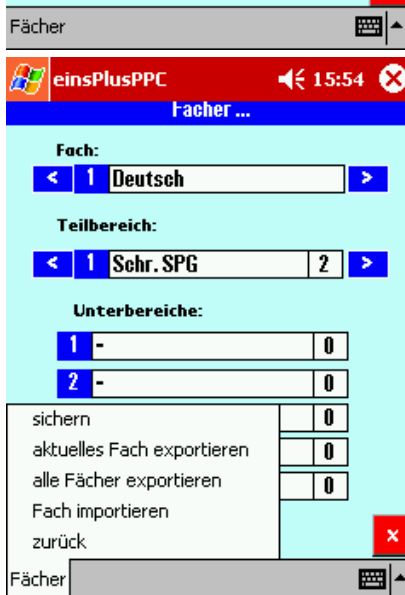 Fächer
einsPlusPPC 15:54
Fächer ...
Fach:
< 1 Deutsch >
Teilbereich:
< 1 Schr. SPG 2 >
Unterbereiche:
1 - 0
2 - 0
sichern 0
aktuelles Fach exportieren 0
alle Fächer exportieren 0
Fach importieren
zurück x
Fächer